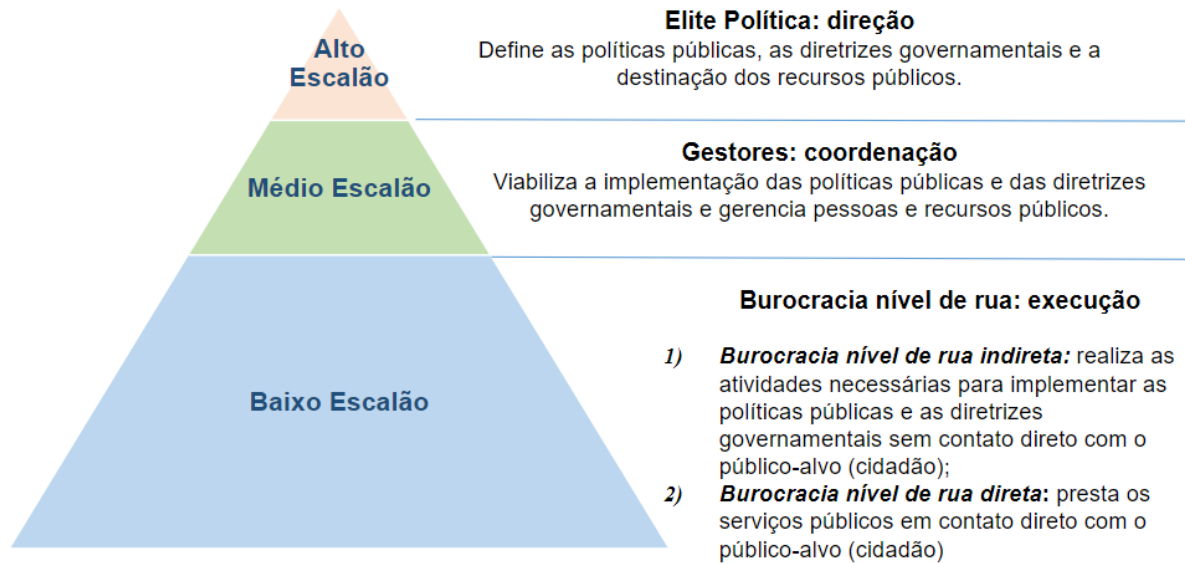 Alto
Escalão
Elite Política: direção
Define as políticas públicas, as diretrizes governamentais e a
destinação dos recursos públicos.
Médio Escalão
Gestores: coordenação
Viabiliza a implementação das políticas públicas e das diretrizes
governamentais e gerencia pessoas e recursos públicos.
Baixo Escalão
Burocracia nível de rua: execução
1) Burocracia nível de rua indireta: realiza as
atividades necessárias para implementar as
políticas públicas e as diretrizes
governamentais sem contato direto com o
público-alvo (cidadão);
2) Burocracia nível de rua direta: presta os
serviços públicos em contato direto com o
público-alvo (cidadão)